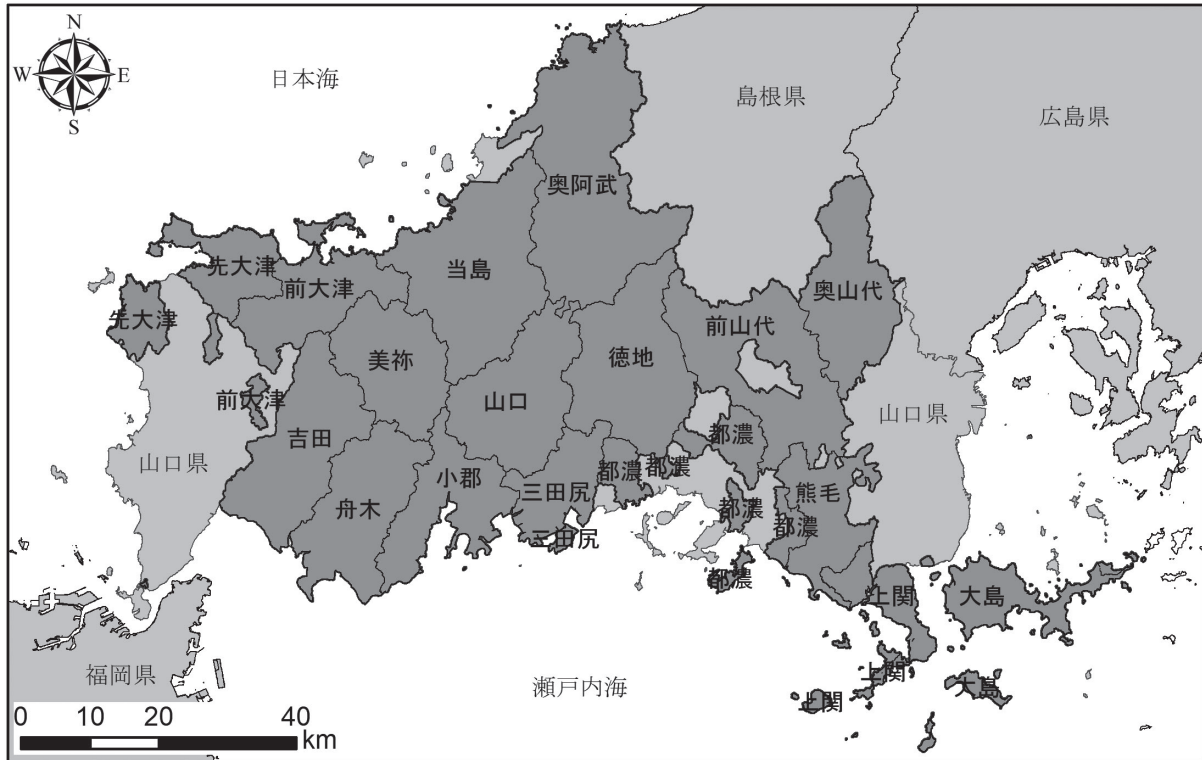 N
W
E
S
日本海
島根県
広島県
奥阿武
先大津
当島
前大津
奥山代
先大津
前山代
美祢
徳地
前大津
山口
山口県
吉田
都濃
山口県
小郡
都濃
都濃
三田尻
熊毛
舟木
都濃
都濃
三田尻
都濃
上関
大島
福岡県
上関
瀬戸内海
大島
上関
0 10 20 40
km